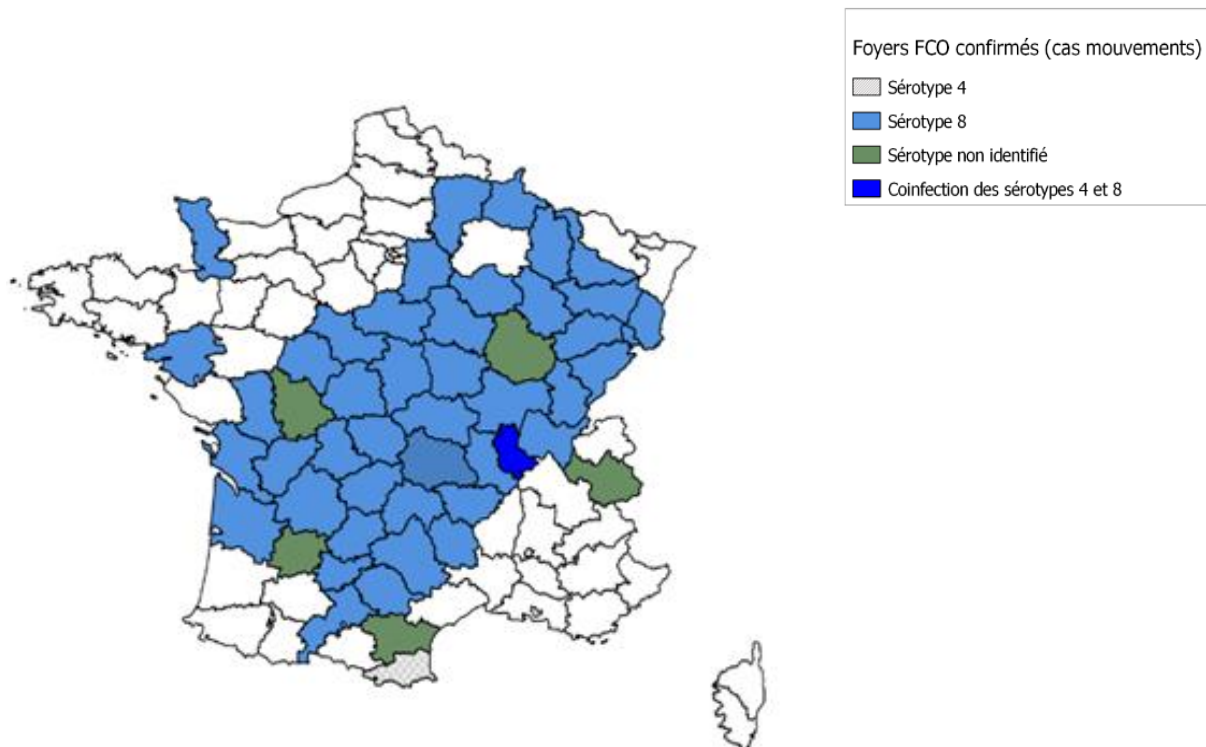 Foyers FCO confirmés (cas mouvements)
Sérotype 4
Sérotype 8
Sérotype non identifié
Coinfection des sérotypes 4 et 8